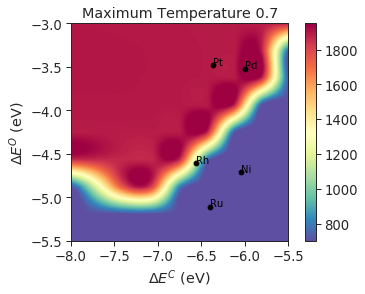 Maximum Temperature 0.7
−3.0
−3.5
−4.0
−4.5
−5.0
−5.5
ΔE^O (eV)
Pt
Pd
Rh
Ni
Ru
−8.0 −7.5 −7.0 −6.5 −6.0 −5.5
ΔE^C (eV)
1800
1600
1400
1200
1000
800